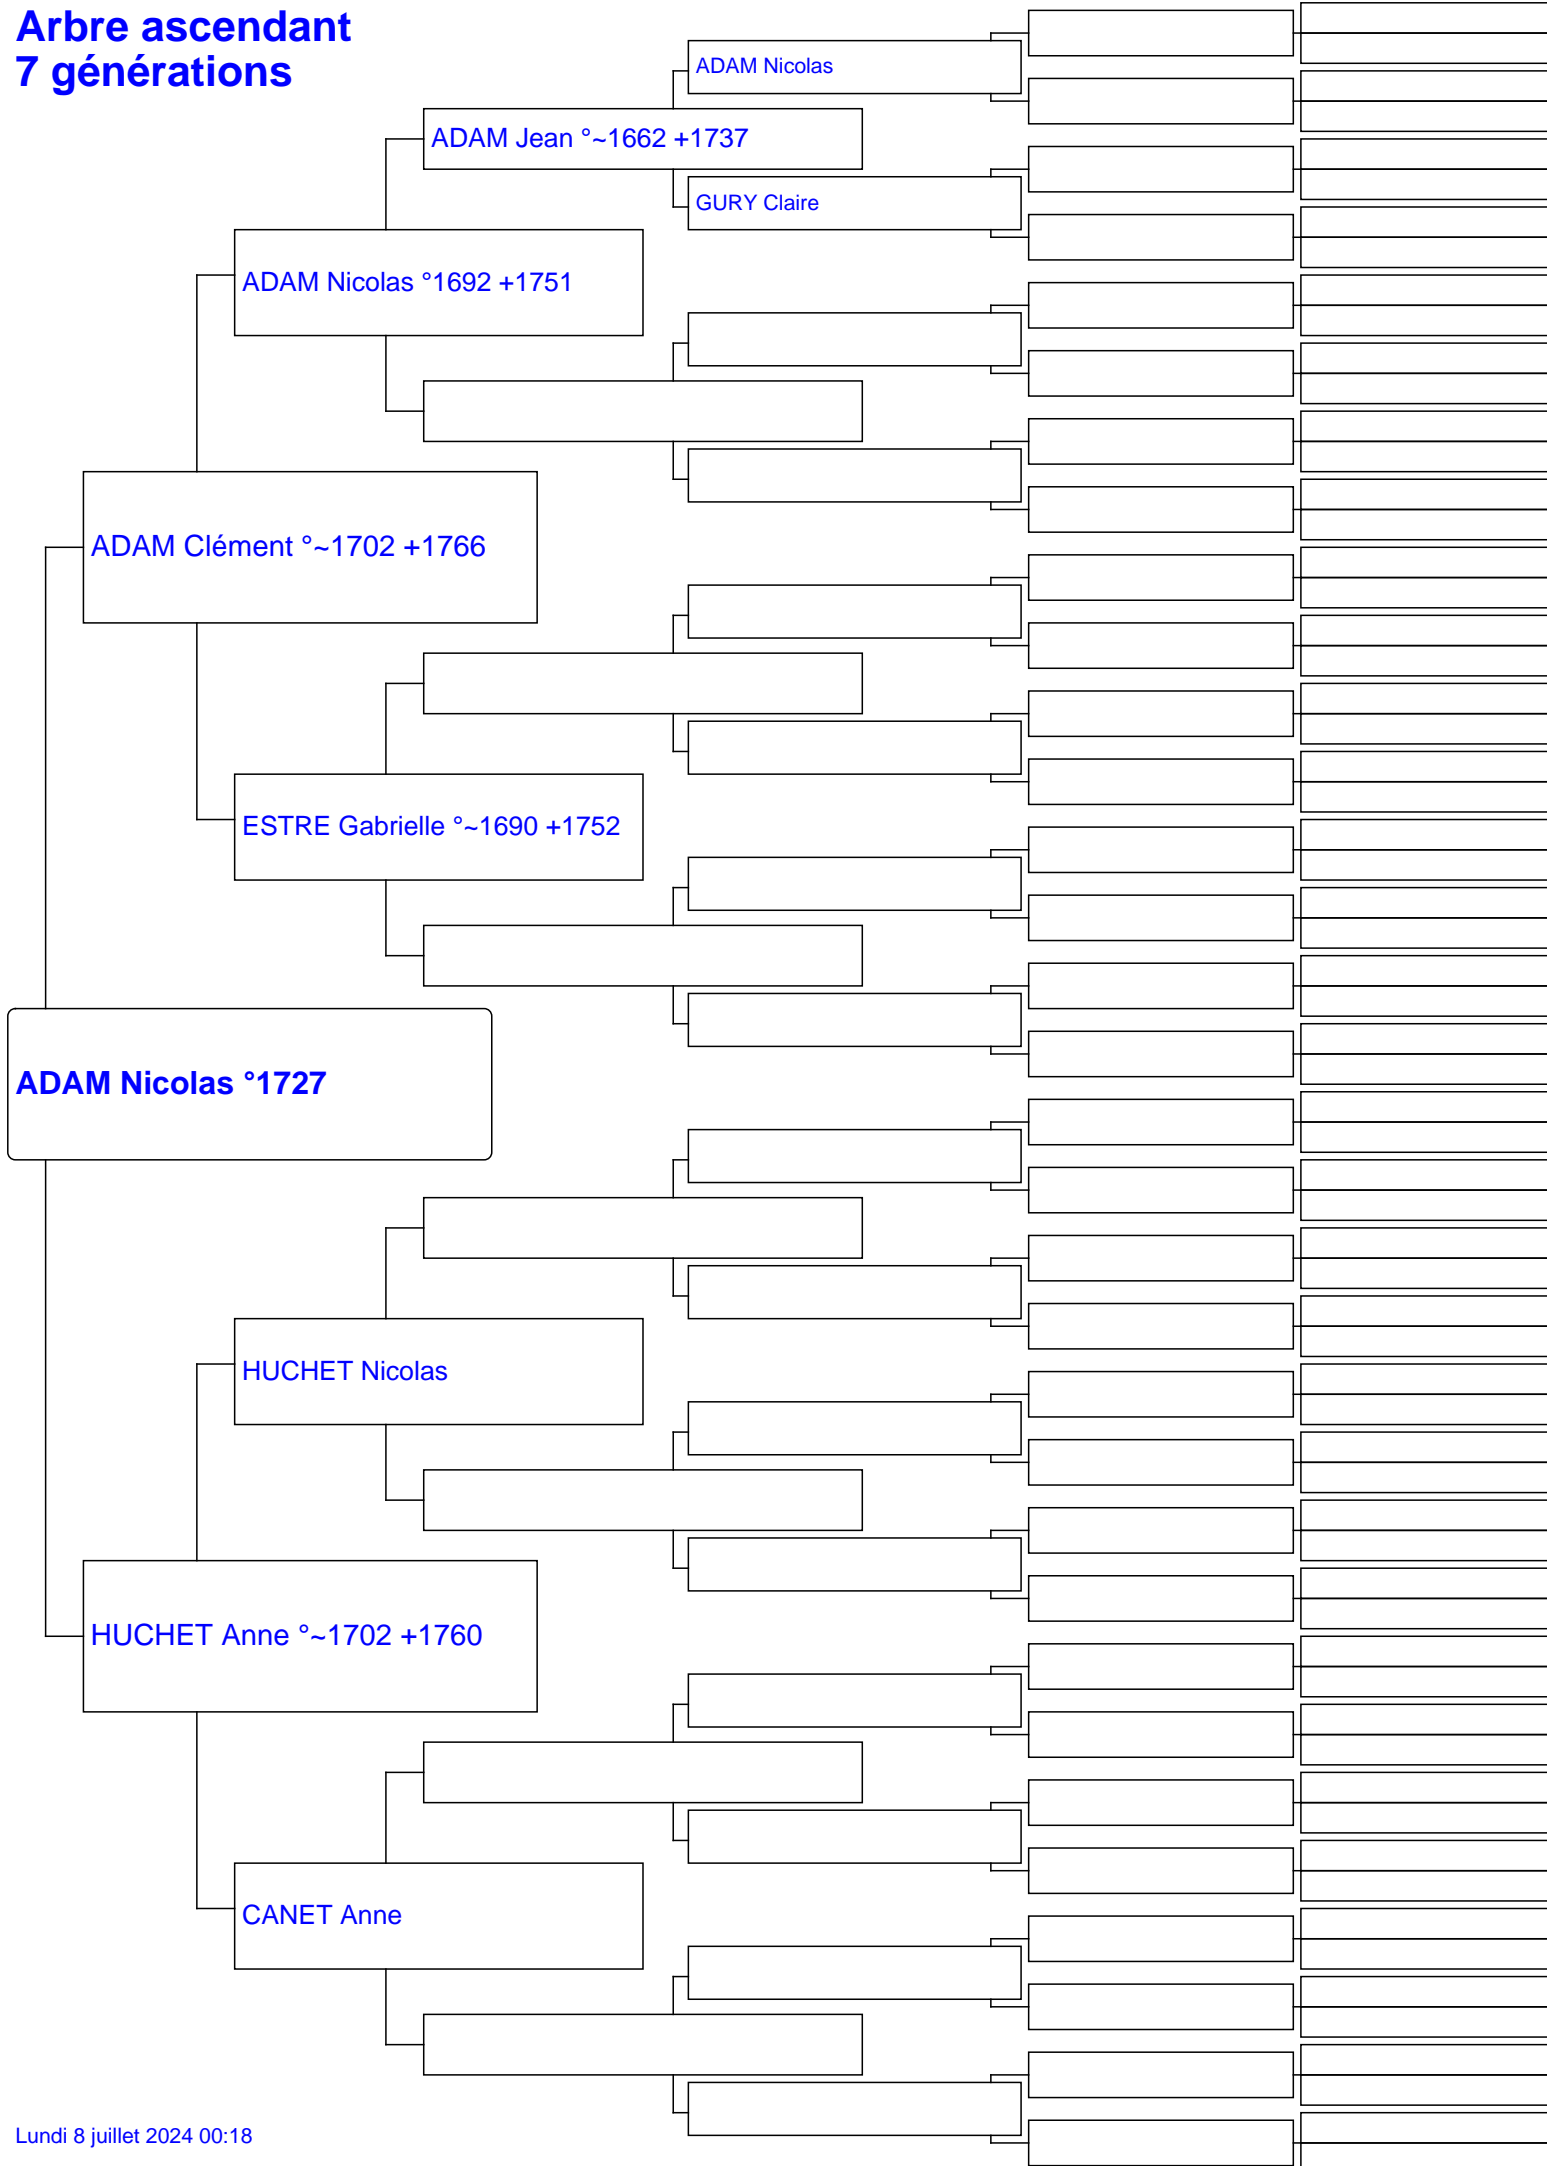 Arbre ascendant
7 générations
ADAM Nicolas
ADAM Jean °~1662 +1737
GURY Claire
ADAM Nicolas °1692 +1751
ADAM Clément °~1702 +1766
ESTRE Gabrielle °~1690 +1752
ADAM Nicolas °1727
HUCHET Nicolas
HUCHET Anne °~1702 +1760
CANET Anne
Lundi 8 juillet 2024 00:18